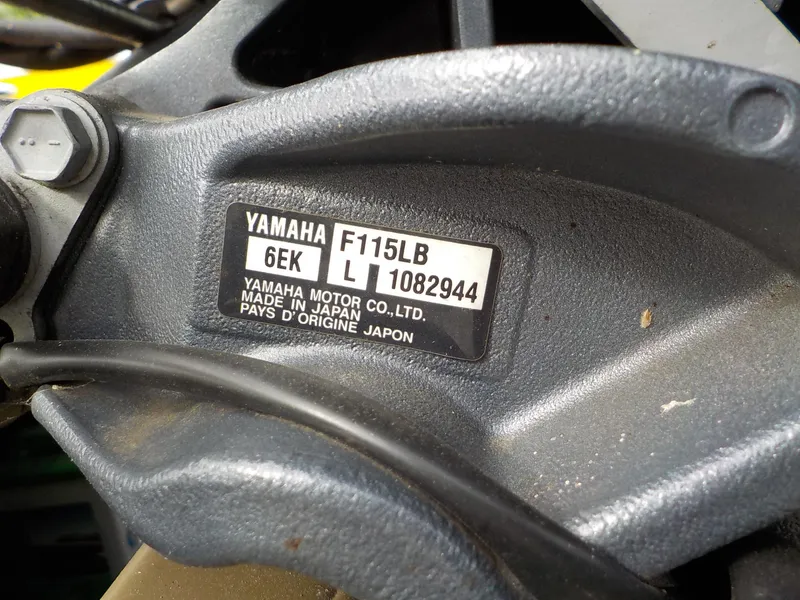 YAMAHA
F115LB
6EK
L 1082944
YAMAHA MOTOR CO.,LTD.
MADE IN JAPAN
PAYS D'ORIGINE JAPON